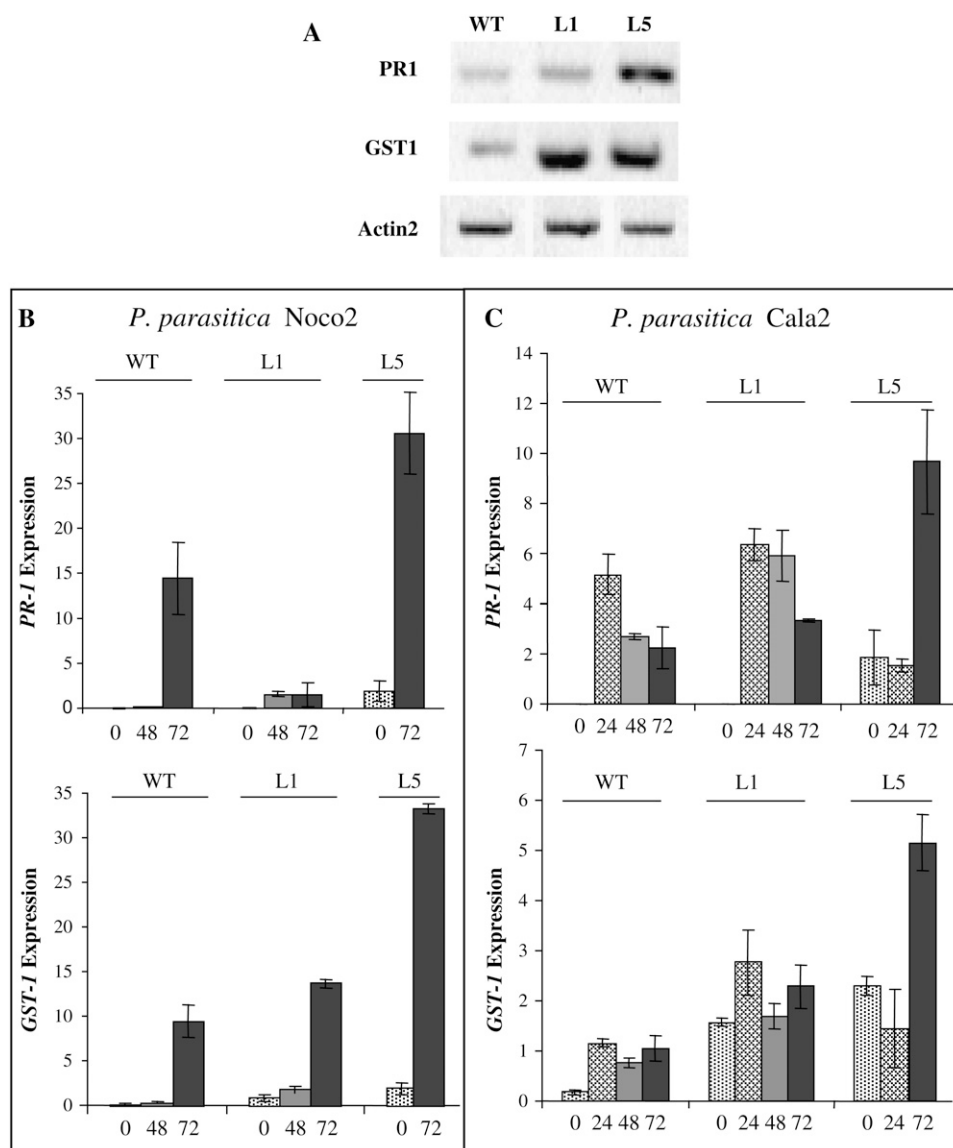 A
WT L1 L5
PR1
GST1
Actin2
B P. parasitica Noco2
WT L1 L5
35
30
25
20
15
10
5
0
PR-1 Expression
0 48 72 0 48 72 0 72
WT L1 L5
35
30
25
20
15
10
5
0
GST-1 Expression
0 48 72 0 48 72 0 72
C P. parasitica Cala2
14
12
10
8
6
4
2
0
WT L1 L5
PR-1 Expression
0 24 48 72 0 24 48 72 0 24 72
7
6
5
4
3
2
1
0
WT L1 L5
GST-1 Expression
0 24 48 72 0 24 48 72 0 24 72